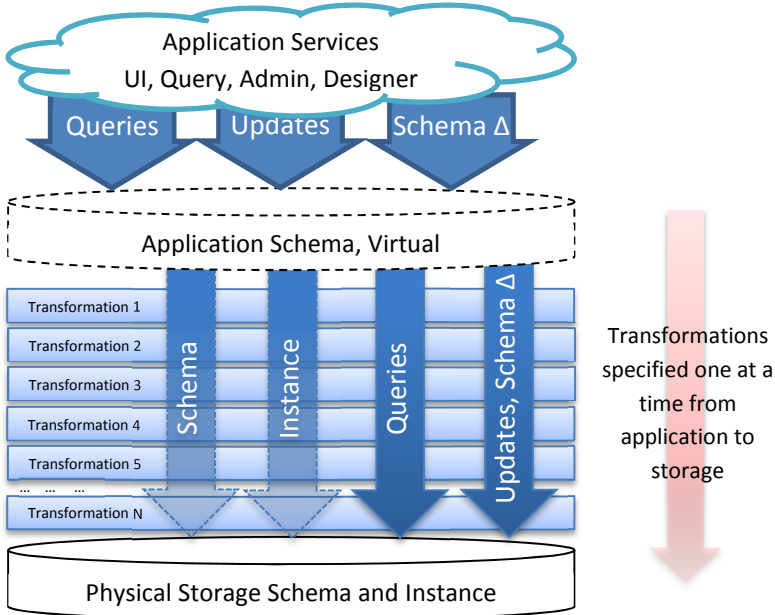 Application Services
UI, Query, Admin, Designer
Queries
Updates
Schema Δ
Application Schema, Virtual
Transformation 1
Transformation 2
Transformation 3
Transformation 4
Transformation 5
... ... ...
Transformation N
Schema
Instance
Queries
Updates, Schema Δ
Transformations
specified one at a
time from
application to
storage
Physical Storage Schema and Instance